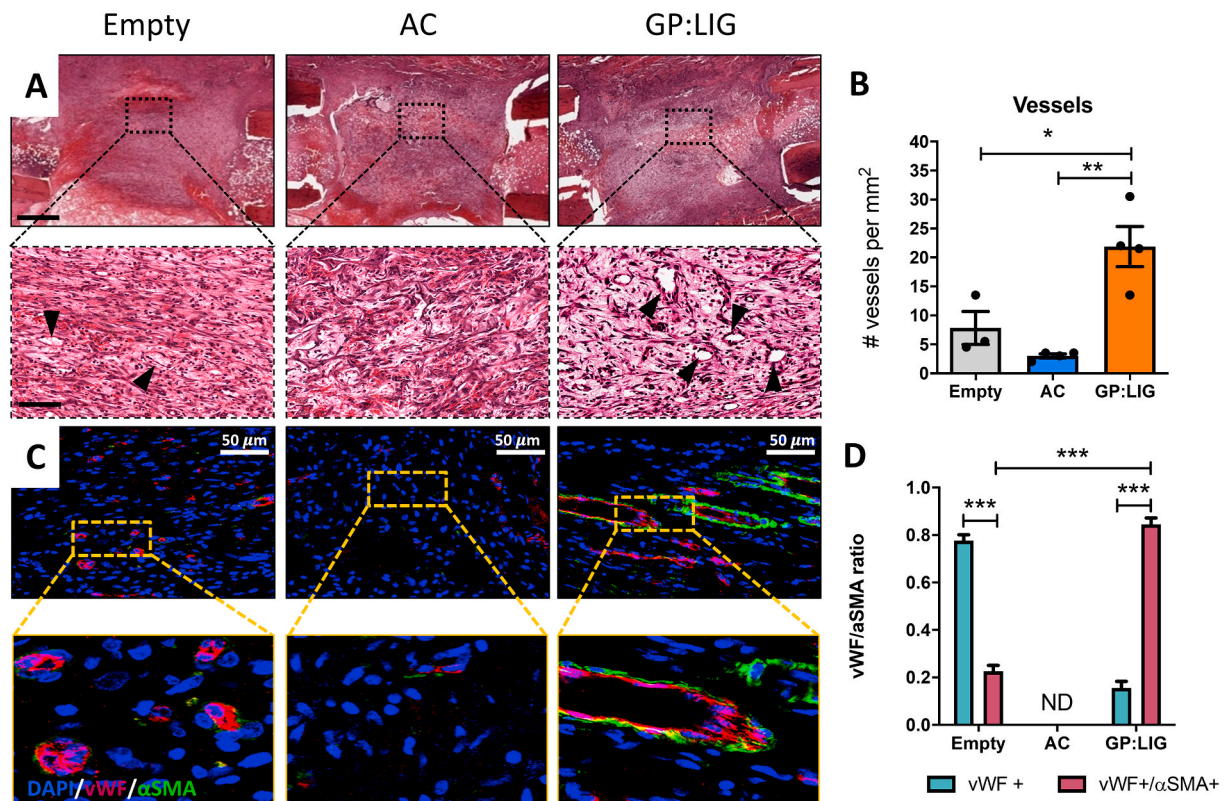 Empty
AC
GP:LIG
A
B
Vessels
# vessels per mm2
40
35
30
25
20
15
10
5
0
*
**
Empty
AC
GP:LIG
C
50 µm
50 µm
50 µm
DAPI/vWF/αSMA
D
vWF/aSMA ratio
1.0
0.8
0.6
0.4
0.2
0.0
***
***
***
ND
Empty
AC
GP:LIG
vWF +
vWF+/αSMA+